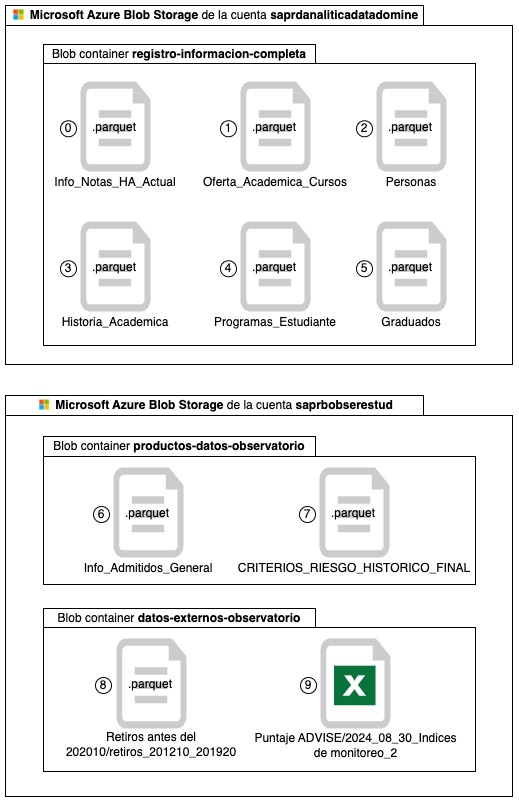 Microsoft Azure Blob Storage de la cuenta saprdanaliticadatadomine
Blob container registro-informacion-completa
0 .parquet
1 .parquet
2 .parquet
Info_Notas_HA_Actual
Oferta_Academica_Cursos
Personas
3 .parquet
4 .parquet
5 .parquet
Historia_Academica
Programas_Estudiante
Graduados
Microsoft Azure Blob Storage de la cuenta saprbobserestud
Blob container productos-datos-observatorio
6 .parquet
7 .parquet
Info_Admitidos_General
CRITERIOS_RIESGO_HISTORICO_FINAL
Blob container datos-externos-observatorio
8 .parquet
9 X
Retiros antes del
202010/retiros_201210_201920
Puntaje ADVISE/2024_08_30_Indices
de monitoreo_2